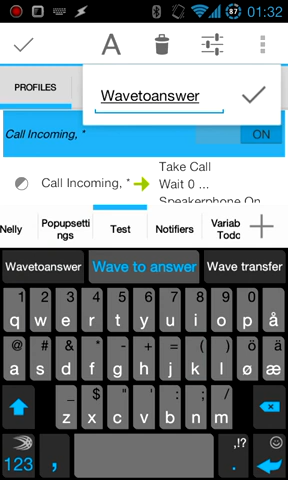 87 01:32
A
PROFILES
Wavetoanswer
Call Incoming, *
ON
Call Incoming, *
Take Call
Wait 0 ...
Speakerphone On
Nelly
Popupsetti
ngs
Test
Notifiers
Variab
Todo
Wavetoanswer Wave to answer Wave transfer
1 2 3 4 5 6 7 8 9 0
q w e r t y u i o p å
@ # & * - + = ( ) ö ä
a s d f g h j k l ø æ
_ $ " ' : ; /
z x c v b n m
123 , ,!? .